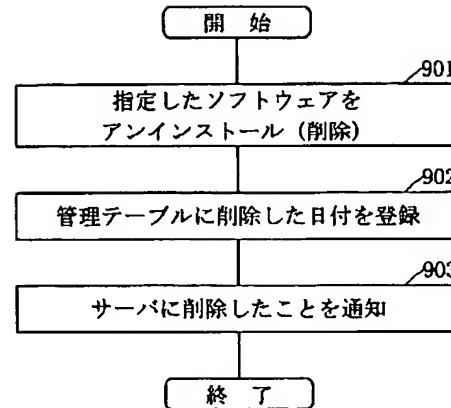 開 始
901
指定したソフトウェアを
アンインストール（削除）
902
管理テーブルに削除した日付を登録
903
サーバに削除したことを通知
終 了